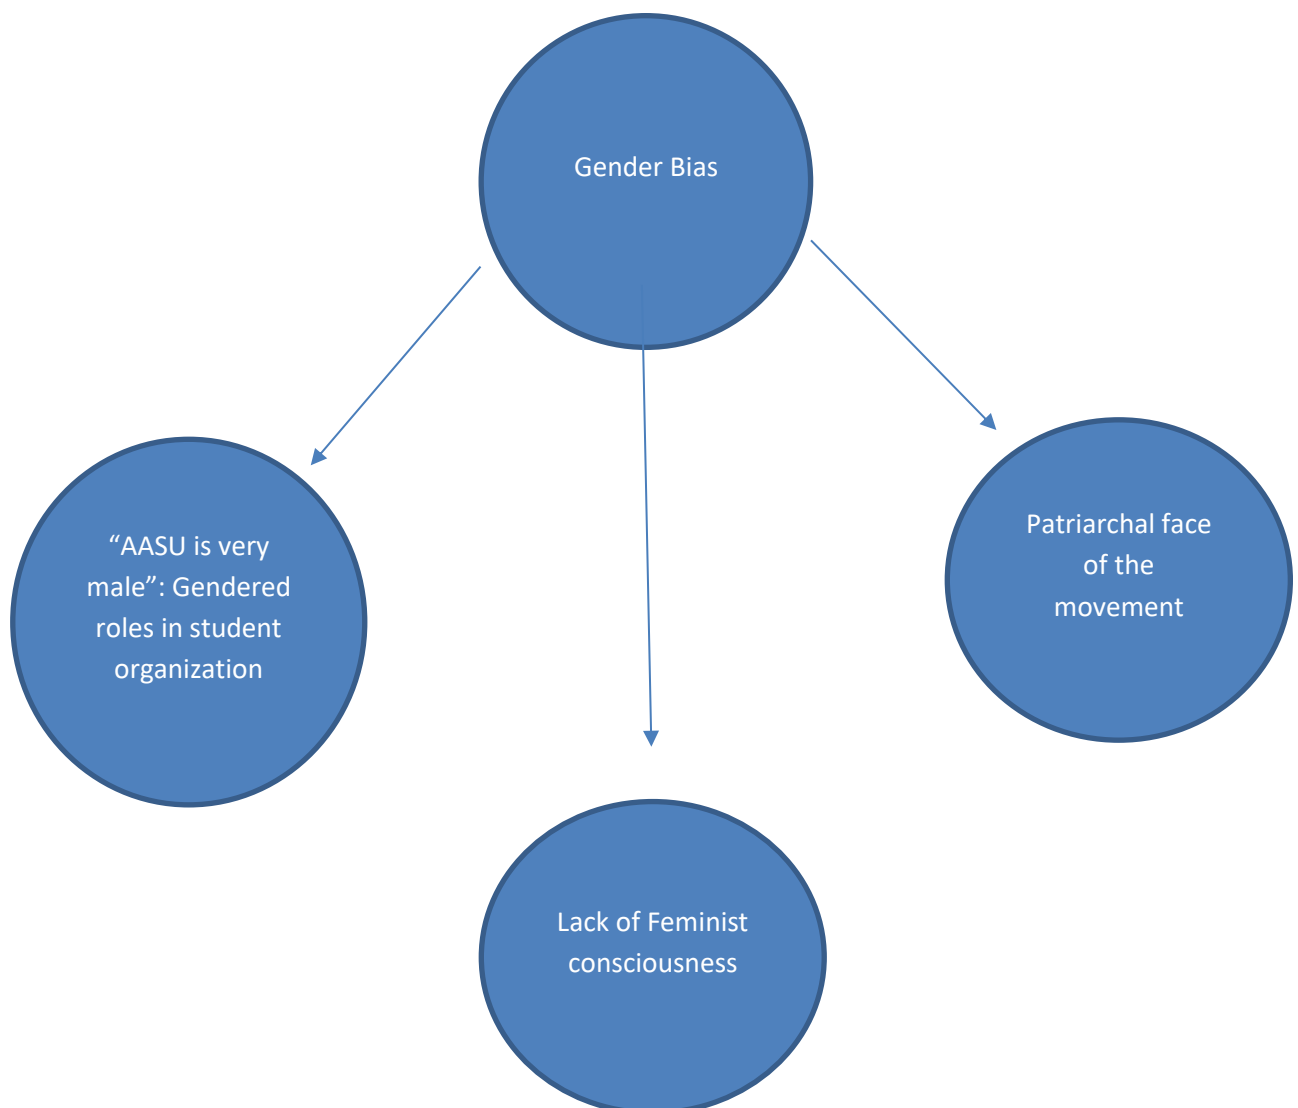 Gender Bias
“AASU is very
male”: Gendered
roles in student
organization
Patriarchal face
of the
movement
Lack of Feminist
consciousness